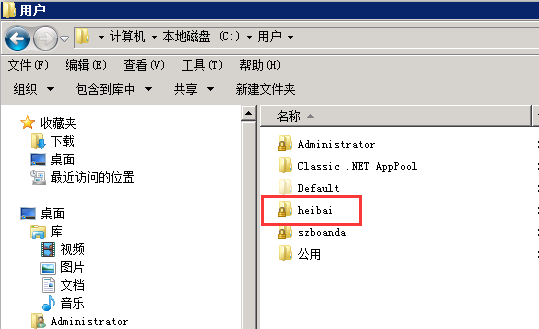 用户
计算机 本地磁盘 (C:) 用户
文件(F) 编辑(E) 查看(V) 工具(T) 帮助(H)
组织 包含到库中 共享 新建文件夹
收藏夹
下载
桌面
最近访问的位置
桌面
库
视频
图片
文档
音乐
Administrator
名称
Administrator
Classic .NET AppPool
Default
heibai
szboanda
公用